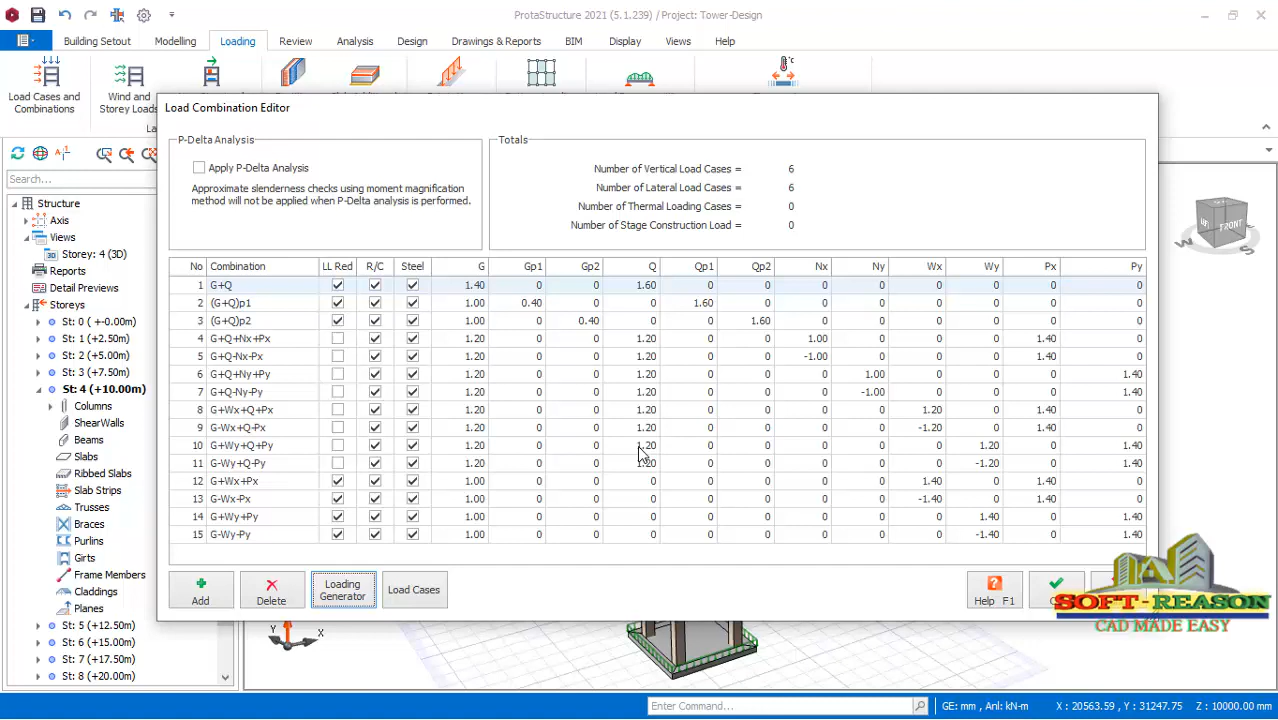 ProtaStructure 2021 (5.1.239) / Project: Tower-Design
Building Setout Modelling Loading Review Analysis Design Drawings & Reports BIM Display Views Help
Load Cases and Combinations
Wind and Storey Loads
Search...
Structure
Axis
Views
Storey: 4 (3D)
Reports
Detail Previews
Storeys
St: 0 ( +-0.00m)
St: 1 (+2.50m)
St: 2 (+5.00m)
St: 3 (+7.50m)
St: 4 (+10.00m)
Columns
ShearWalls
Beams
Slabs
Ribbed Slabs
Slab Strips
Trusses
Braces
Purlins
Girts
Frame Members
Claddings
Planes
St: 5 (+12.50m)
St: 6 (+15.00m)
St: 7 (+17.50m)
St: 8 (+20.00m)
Load Combination Editor
P-Delta Analysis
Apply P-Delta Analysis
Approximate slenderness checks using moment magnification
method will not be applied when P-Delta analysis is performed.
Totals
Number of Vertical Load Cases = 6
Number of Lateral Load Cases = 6
Number of Thermal Loading Cases = 0
Number of Stage Construction Load = 0
No Combination LL Red R/C Steel G Gp1 Gp2 Q Qp1 Qp2 Nx Ny Wx Wy Px Py
1 G+Q 1.40 0 0 1.60 0 0 0 0 0 0 0 0
2 (G+Q)p1 1.00 0.40 0 0 1.60 0 0 0 0 0 0 0
3 (G+Q)p2 1.00 0 0.40 0 0 1.60 0 0 0 0 0 0
4 G+Q+Nx+Px 1.20 0 0 1.20 0 0 1.00 0 0 0 1.40 0
5 G+Q-Nx-Px 1.20 0 0 1.20 0 0 -1.00 0 0 0 1.40 0
6 G+Q+Ny+Py 1.20 0 0 1.20 0 0 0 1.00 0 0 0 1.40
7 G+Q-Ny-Py 1.20 0 0 1.20 0 0 0 -1.00 0 0 0 1.40
8 G+Wx+Q+Px 1.20 0 0 1.20 0 0 0 0 1.20 0 1.40 0
9 G-Wx+Q-Px 1.20 0 0 1.20 0 0 0 0 -1.20 0 1.40 0
10 G+Wy+Q+Py 1.20 0 0 1.20 0 0 0 0 0 1.20 0 1.40
11 G-Wy+Q-Py 1.20 0 0 1.20 0 0 0 0 0 -1.20 0 1.40
12 G+Wx+Px 1.00 0 0 0 0 0 0 0 1.40 0 1.40 0
13 G-Wx-Px 1.00 0 0 0 0 0 0 0 -1.40 0 1.40 0
14 G+Wy+Py 1.00 0 0 0 0 0 0 0 0 1.40 0 1.40
15 G-Wy-Py 1.00 0 0 0 0 0 0 0 0 -1.40 0 1.40
Add
Delete
Loading Generator
Load Cases
Help F1
FRONT
W
S
Y
X
SOFT-REASON
CAD MADE EASY
Enter Command...
GE: mm , Anl: kN-m
X : 20563.59 , Y : 31247.75
Z : 10000.00 mm